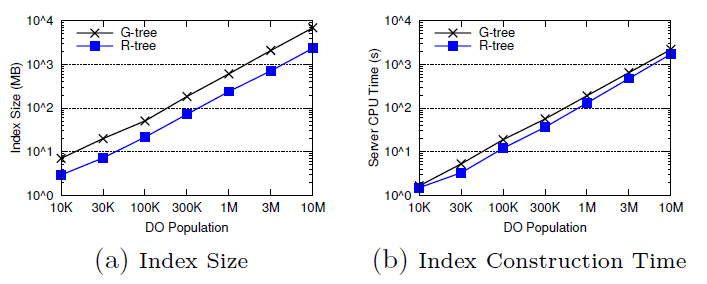 10^4
10^3
10^2
10^1
10^0
Index Size (MB)
G-tree
R-tree
10K 30K 100K 300K 1M 3M 10M
DO Population
(a) Index Size
10^4
10^3
10^2
10^1
10^0
Server CPU Time (s)
G-tree
R-tree
10K 30K 100K 300K 1M 3M 10M
DO Population
(b) Index Construction Time